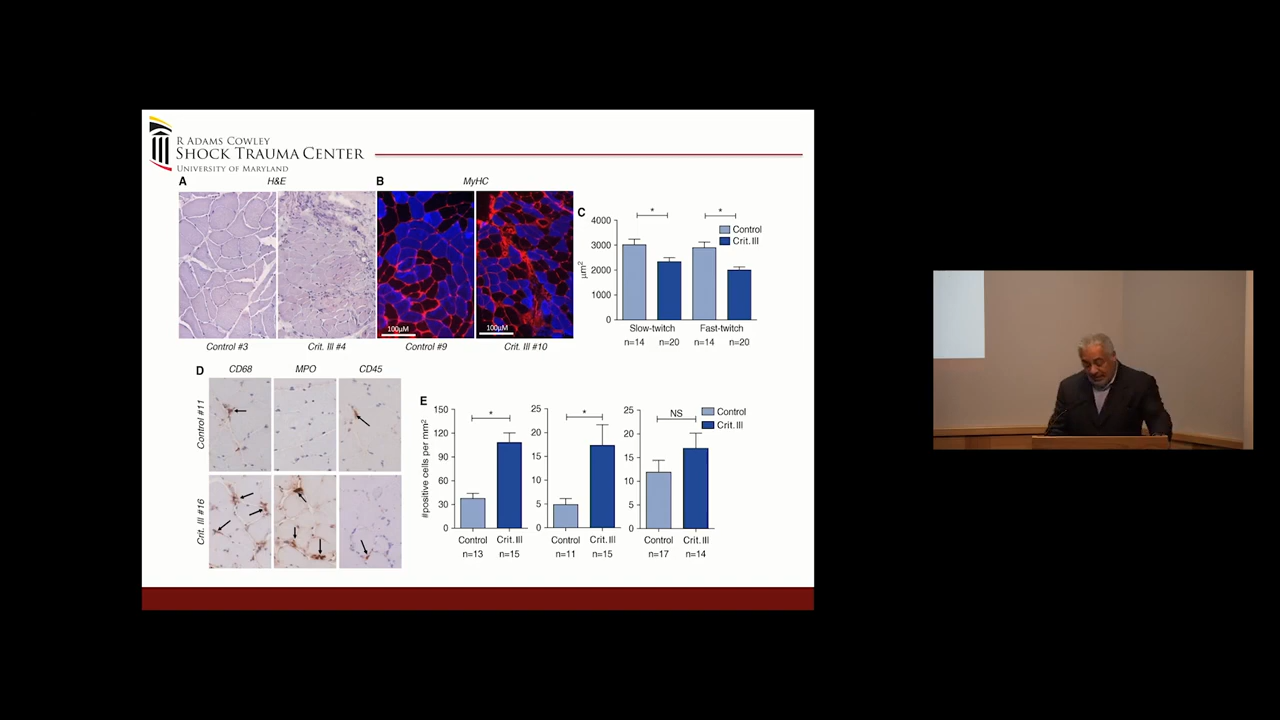 R ADAMS COWLEY
SHOCK TRAUMA CENTER
UNIVERSITY OF MARYLAND
A H&E B MyHC
100µM 100µM
Control #3 Crit. Ill #4 Control #9 Crit. Ill #10
C
4000
3000
2000
1000
0
µm²
* *
Control
Crit. Ill
Slow-twitch Fast-twitch
n=14 n=20 n=14 n=20
D CD68 MPO CD45
Control #11
Crit. Ill #16
E
#positive cells per mm²
150
120
90
60
30
0
*
Control Crit. Ill
n=13 n=15
25
20
15
10
5
0
*
Control Crit. Ill
n=11 n=15
25
20
15
10
5
0
NS
Control
Crit. Ill
Control Crit. Ill
n=17 n=14